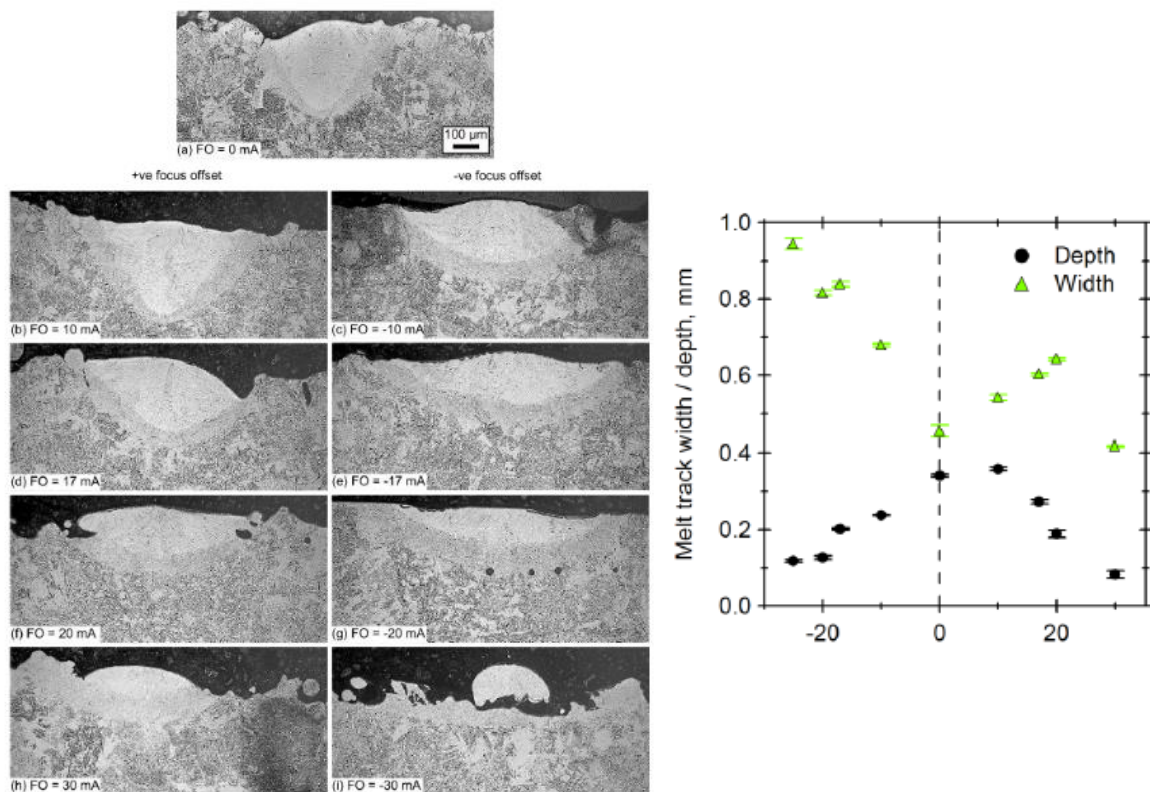 100 µm
(a) FO = 0 mA
+ve focus offset
-ve focus offset
(b) FO = 10 mA
(c) FO = -10 mA
(d) FO = 17 mA
(e) FO = -17 mA
(f) FO = 20 mA
(g) FO = -20 mA
(h) FO = 30 mA
(i) FO = -30 mA
Melt track width / depth, mm
1.0
0.8
0.6
0.4
0.2
0.0
-20
0
20
Depth
Width